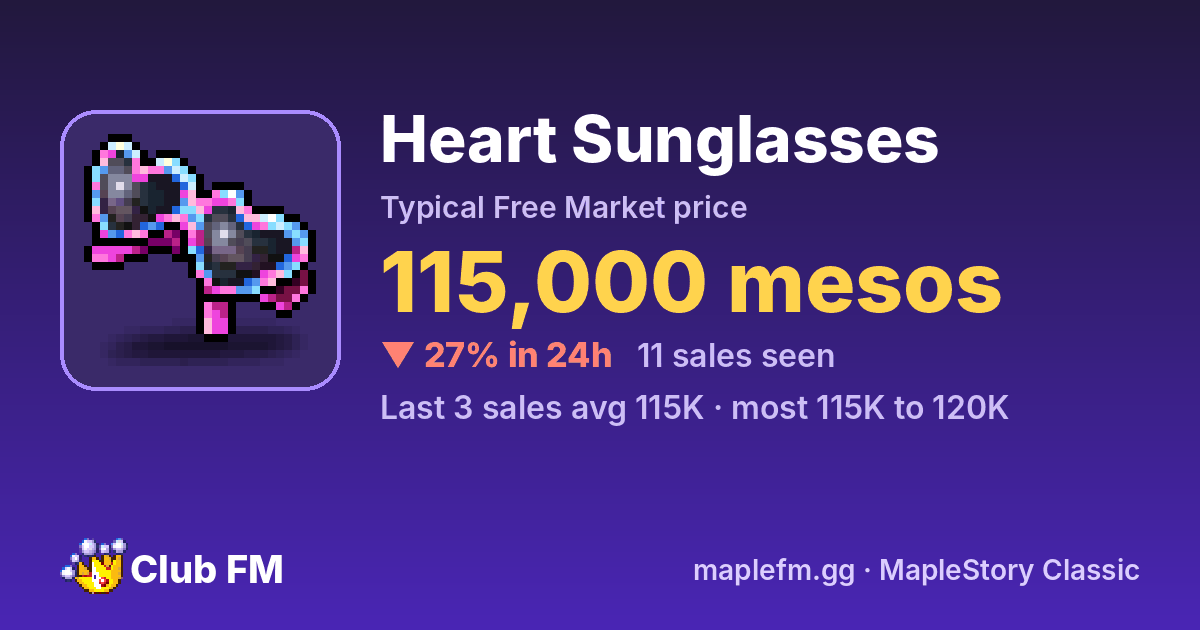 Heart Sunglasses
Typical Free Market price
115,000 mesos
▼ 27% in 24h 11 sales seen
Last 3 sales avg 115K · most 115K to 120K
Club FM
maplefm.gg · MapleStory Classic